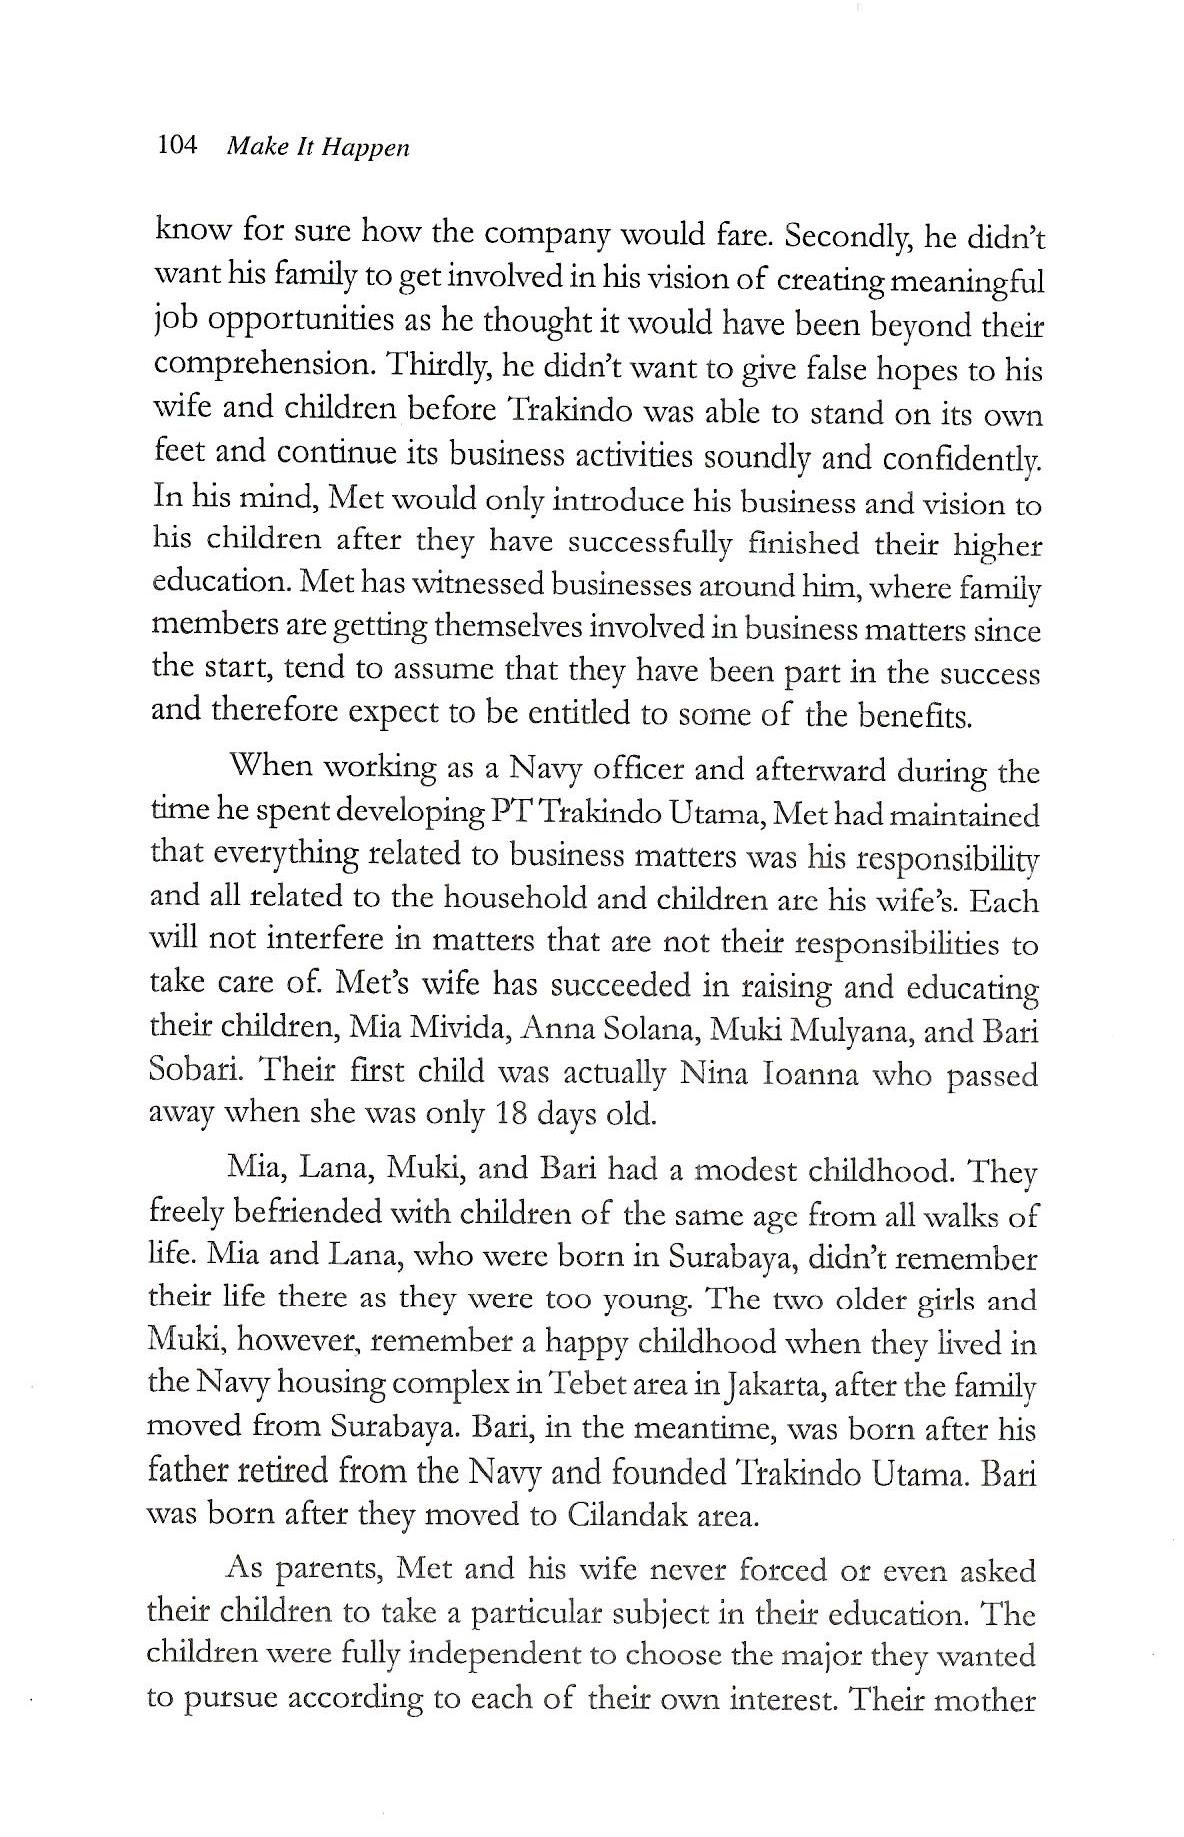 104 Make It Happen
know for sure how the company would fare. Secondly, he didn't
want his family to get involved in his vision of creating meaningful
job opportunities as he thought it would have been beyond their
comprehension. Thirdly, he didn't want to give false hopes to his
wife and children before Trakindo was able to stand on its own
feet and continue its business activities soundly and confidently.
In his mind, Met would only introduce his business and vision to
his children after they have successfully finished their higher
education. Met has witnessed businesses around him, where family
members are getting themselves involved in business matters since
the start, tend to assume that they have been part in the success
and therefore expect to be entitled to some of the benefits.
When working as a Navy officer and afterward during the
time he spent developing PT Trakindo Utama, Met had maintained
that everything related to business matters was his responsibility
and all related to the household and children are his wife's. Each
will not interfere in matters that are not their responsibilities to
take care of. Met's wife has succeeded in raising and educating
their children, Mia Mivida, Anna Solana, Muki Mulyana, and Bari
Sobari. Their first child was actually Nina Ioanna who passed
away when she was only 18 days old.
Mia, Lana, Muki, and Bari had a modest childhood. They
freely befriended with children of the same age from all walks of
life. Mia and Lana, who were born in Surabaya, didn't remember
their life there as they were too young. The two older girls and
Muki, however, remember a happy childhood when they lived in
the Navy housing complex in Tebet area in Jakarta, after the family
moved from Surabaya. Bari, in the meantime, was born after his
father retired from the Navy and founded Trakindo Utama. Bari
was born after they moved to Cilandak area.
As parents, Met and his wife never forced or even asked
their children to take a particular subject in their education. The
children were fully independent to choose the major they wanted
to pursue according to each of their own interest. Their mother